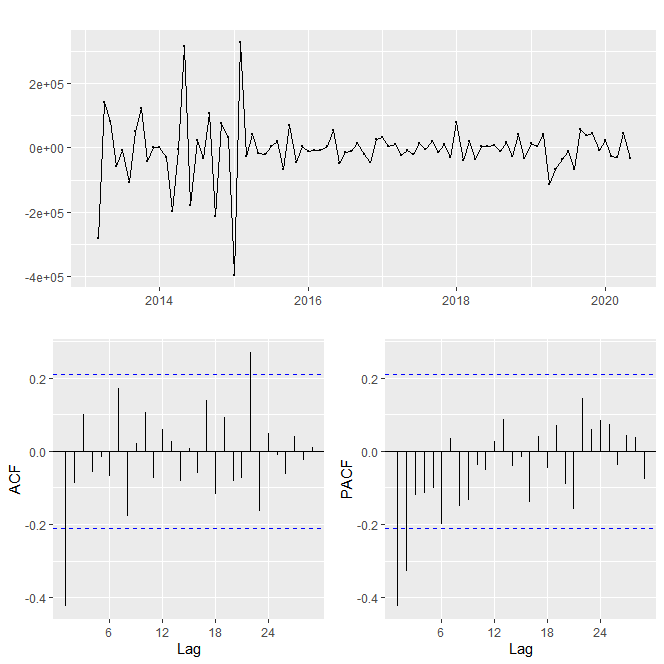 2e+05
0e+00
-2e+05
-4e+05
2014 2016 2018 2020
0.2 0.2
0.0 0.0
-0.2 -0.2
-0.4 -0.4
ACF PACF
6 12 18 24 6 12 18 24
Lag Lag